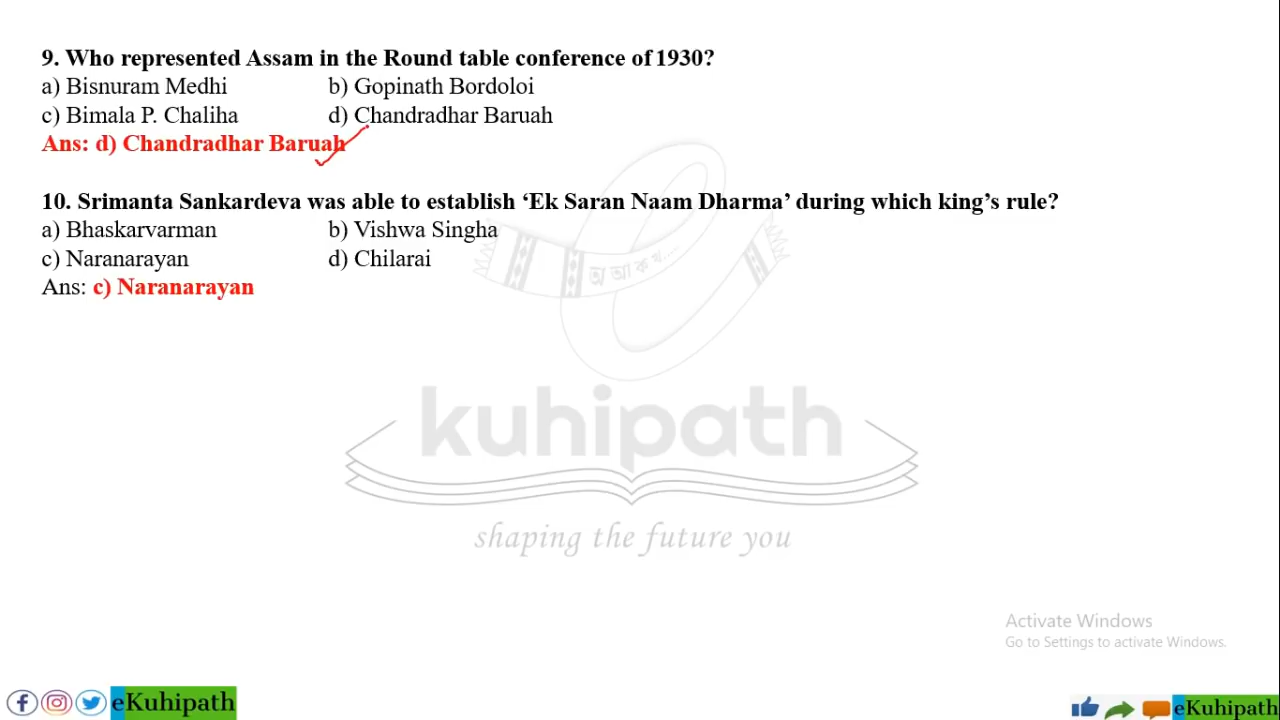 9. Who represented Assam in the Round table conference of 1930?
a) Bisnuram Medhi b) Gopinath Bordoloi
c) Bimala P. Chaliha d) Chandradhar Baruah
Ans: d) Chandradhar Baruah
10. Srimanta Sankardeva was able to establish ‘Ek Saran Naam Dharma’ during which king’s rule?
a) Bhaskarvarman b) Vishwa Singha
c) Naranarayan d) Chilarai
Ans: c) Naranarayan
অ আ ক খ....
kuhipath
shaping the future you
Activate Windows
Go to Settings to activate Windows.
eKuhipath eKuhipath